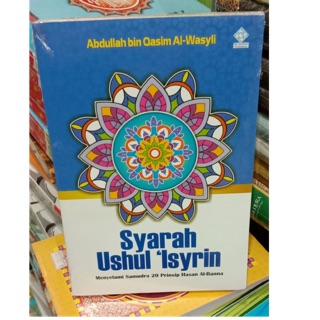 Abdullah bin Qasim Al-Wasyli
Syarah
Ushul 'Isyrin
Menyelami Samudra 20 Prinsip Hasan Al-Banna